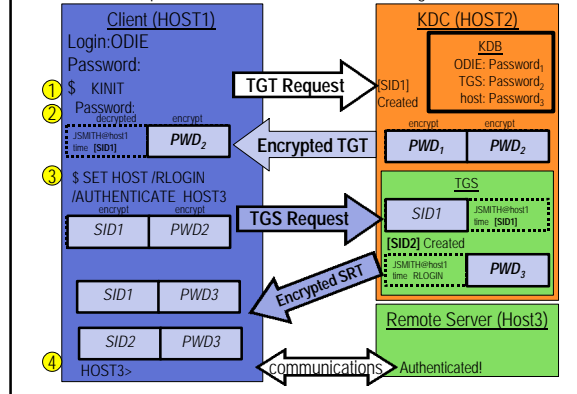 Client (HOST1)
Login:ODIE
Password:
1 $ KINIT
2 Password:
decrypted encrypt
JSMITH@host1
time [SID1]
PWD2
3 $ SET HOST /RLOGIN
/AUTHENTICATE HOST3
encrypt encrypt
SID1 PWD2
SID1 PWD3
SID2 PWD3
4 HOST3>
TGT Request
Encrypted TGT
TGS Request
Encrypted SRT
communications
KDC (HOST2)
KDB
ODIE: Password1
TGS: Password2
host: Password3
[SID1]
Created
encrypt encrypt
PWD1 PWD2
TGS
SID1
JSMITH@host1
time [SID1]
[SID2] Created
JSMITH@host1
time RLOGIN
PWD3
Remote Server (Host3)
Authenticated!